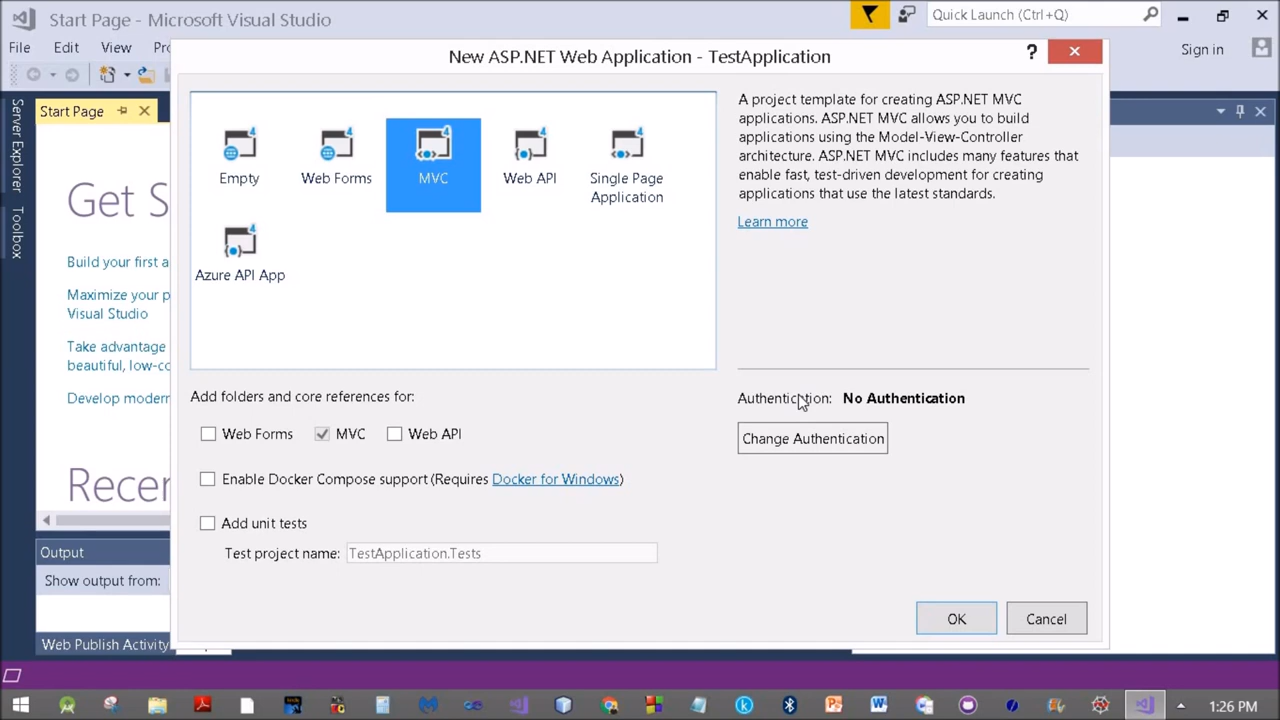 Start Page - Microsoft Visual Studio
Quick Launch (Ctrl+Q)
File Edit View
Sign in
New ASP.NET Web Application - TestApplication
?
Server Explorer
Toolbox
Start Page
Get S
Build your first a
Maximize your p
Visual Studio
Take advantage
beautiful, low-co
Develop modern
Recen
Empty
Web Forms
MVC
Web API
Single Page
Application
Azure API App
A project template for creating ASP.NET MVC
applications. ASP.NET MVC allows you to build
applications using the Model-View-Controller
architecture. ASP.NET MVC includes many features that
enable fast, test-driven development for creating
applications that use the latest standards.
Learn more
Add folders and core references for:
Web Forms MVC Web API
Enable Docker Compose support (Requires Docker for Windows)
Add unit tests
Test project name: TestApplication.Tests
Authentication: No Authentication
Change Authentication
OK Cancel
Output
Show output from:
Web Publish Activity
1:26 PM